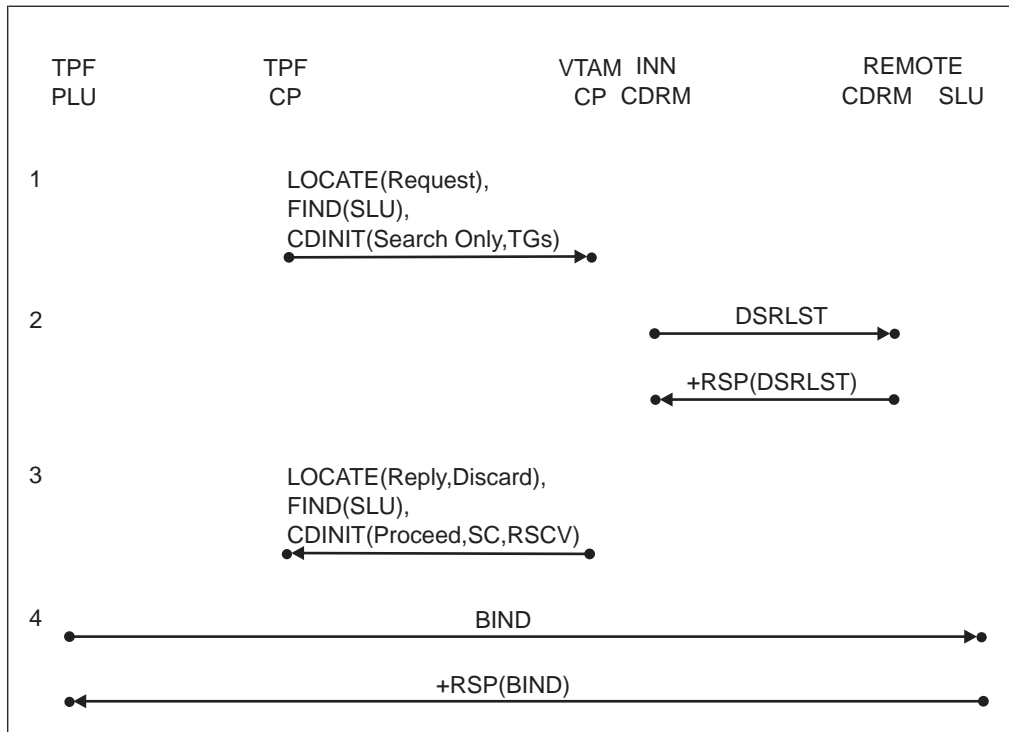 TPF TPF VTAM INN REMOTE
PLU CP CP CDRM CDRM SLU
1
LOCATE(Request),
FIND(SLU),
CDINIT(Search Only,TGs)
2
DSRLST
+RSP(DSRLST)
3
LOCATE(Reply,Discard),
FIND(SLU),
CDINIT(Proceed,SC,RSCV)
4
BIND
+RSP(BIND)